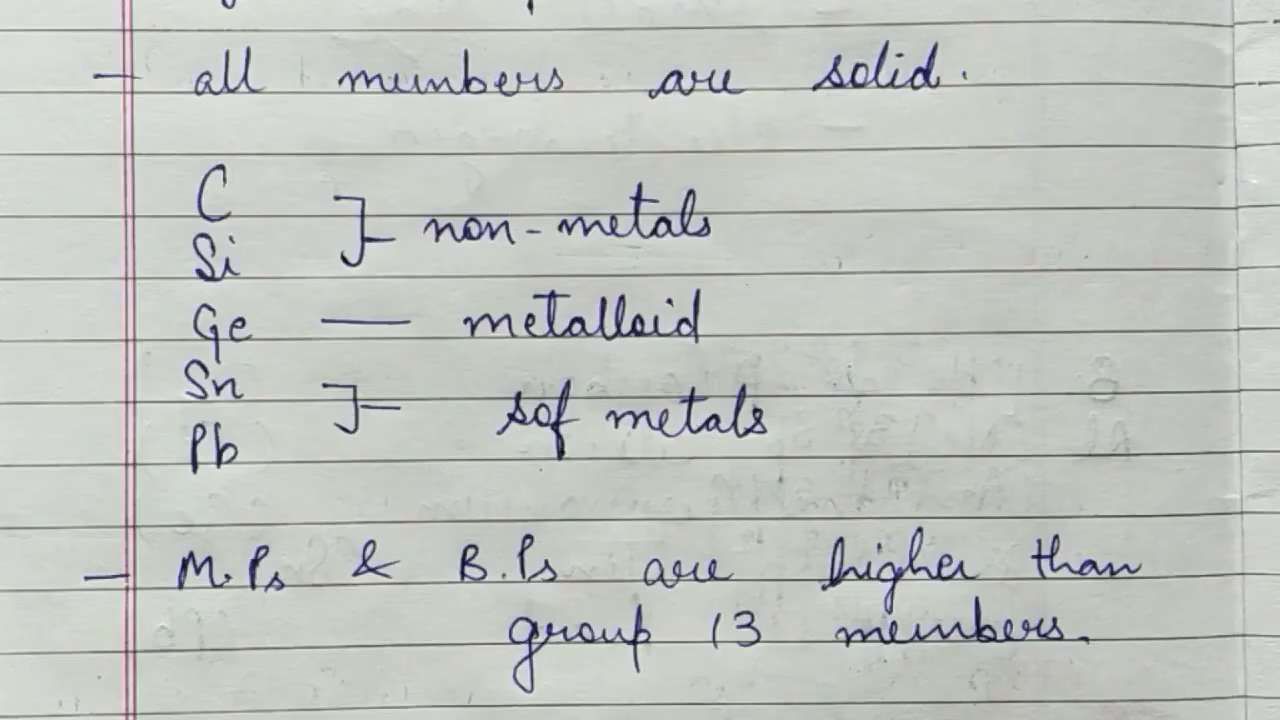 — all members are solid.
C
Si
] non-metals
Ge — metalloid
Sn
Pb
] sof metals
— M.Ps & B.Ps are higher than
group 13 members.